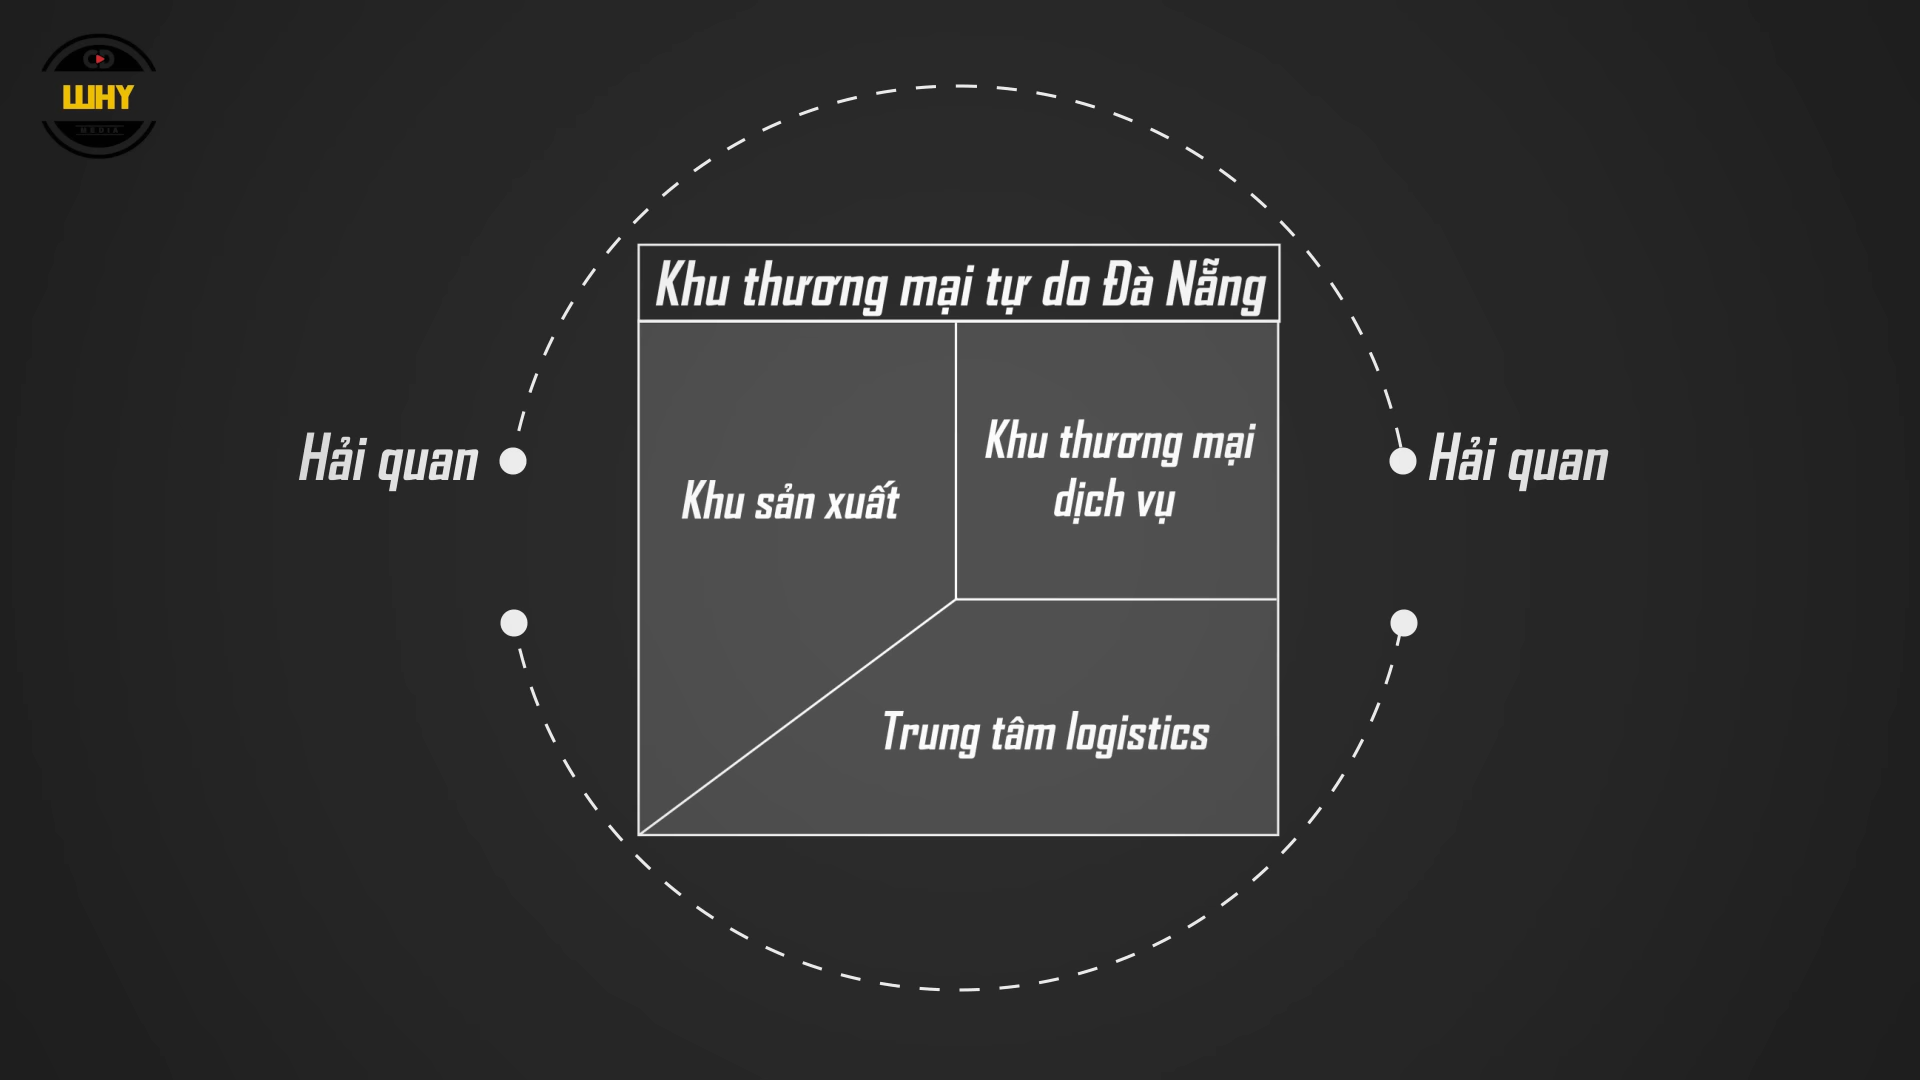 WHY
MEDIA
Khu thương mại tự do Đà Nẵng
Hải quan
Hải quan
Khu thương mại
dịch vụ
Khu sản xuất
Trung tâm logistics